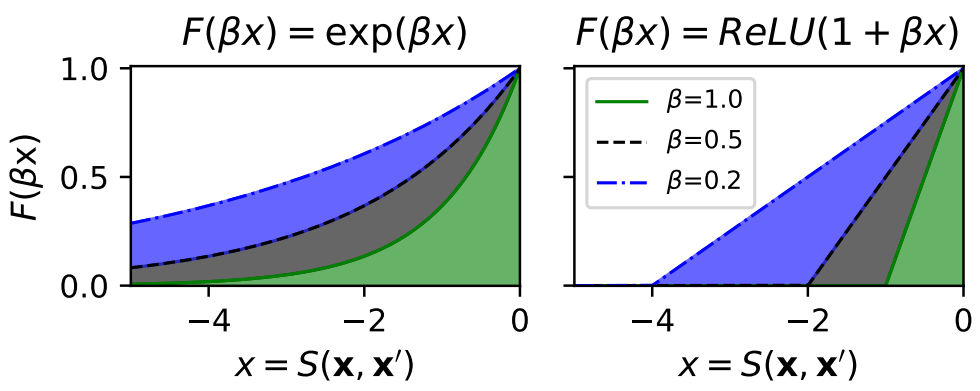 F(βx) = exp(βx)
F(βx) = ReLU(1 + βx)
F(βx)
1.0
0.5
0.0
−4
−2
0
x = S(𝐱, 𝐱′)
β=1.0
β=0.5
β=0.2
−4
−2
0
x = S(𝐱, 𝐱′)